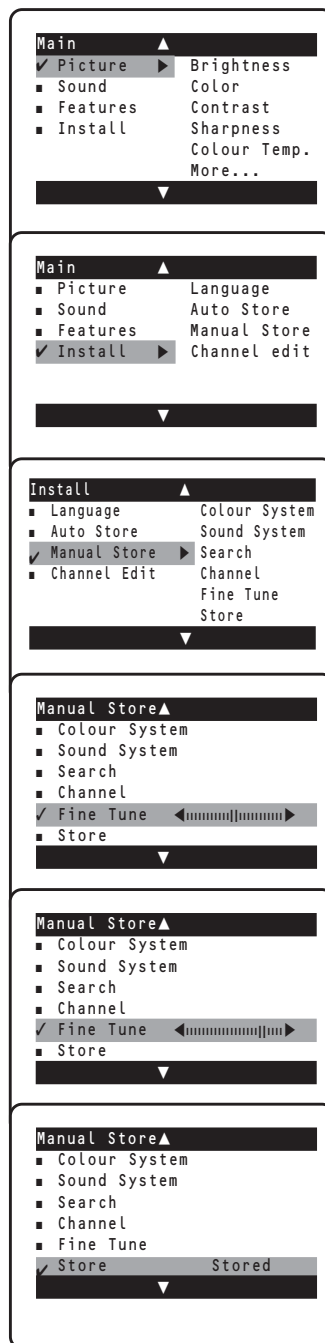 Main ▲
✔ Picture ▶ Brightness
■ Sound Color
■ Features Contrast
■ Install Sharpness
Colour Temp.
More...
▼
Main ▲
■ Picture Language
■ Sound Auto Store
■ Features Manual Store
✔ Install ▶ Channel edit
▼
Install ▲
■ Language Colour System
■ Auto Store Sound System
✔ Manual Store ▶ Search
■ Channel Edit Channel
Fine Tune
Store
▼
Manual Store▲
■ Colour System
■ Sound System
■ Search
■ Channel
✓ Fine Tune ◀ ▶
■ Store
▼
Manual Store▲
■ Colour System
■ Sound System
■ Search
■ Channel
✓ Fine Tune ◀ ▶
■ Store
▼
Manual Store▲
■ Colour System
■ Sound System
■ Search
■ Channel
■ Fine Tune
✔ Store Stored
▼